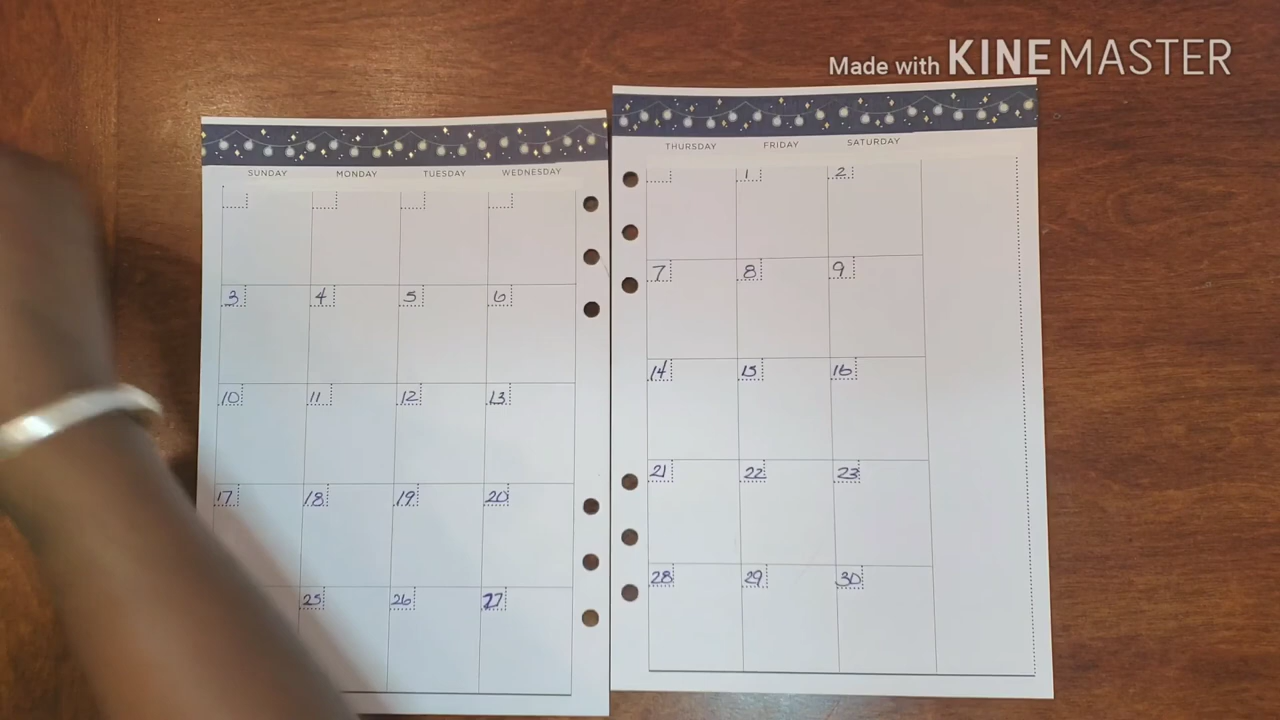 Made with KINEMASTER
SUNDAY MONDAY TUESDAY WEDNESDAY
3 4 5 6
10 11 12 13
17 18 19 20
25 26 27
THURSDAY FRIDAY SATURDAY
1 2
7 8 9
14 15 16
21 22 23
28 29 30